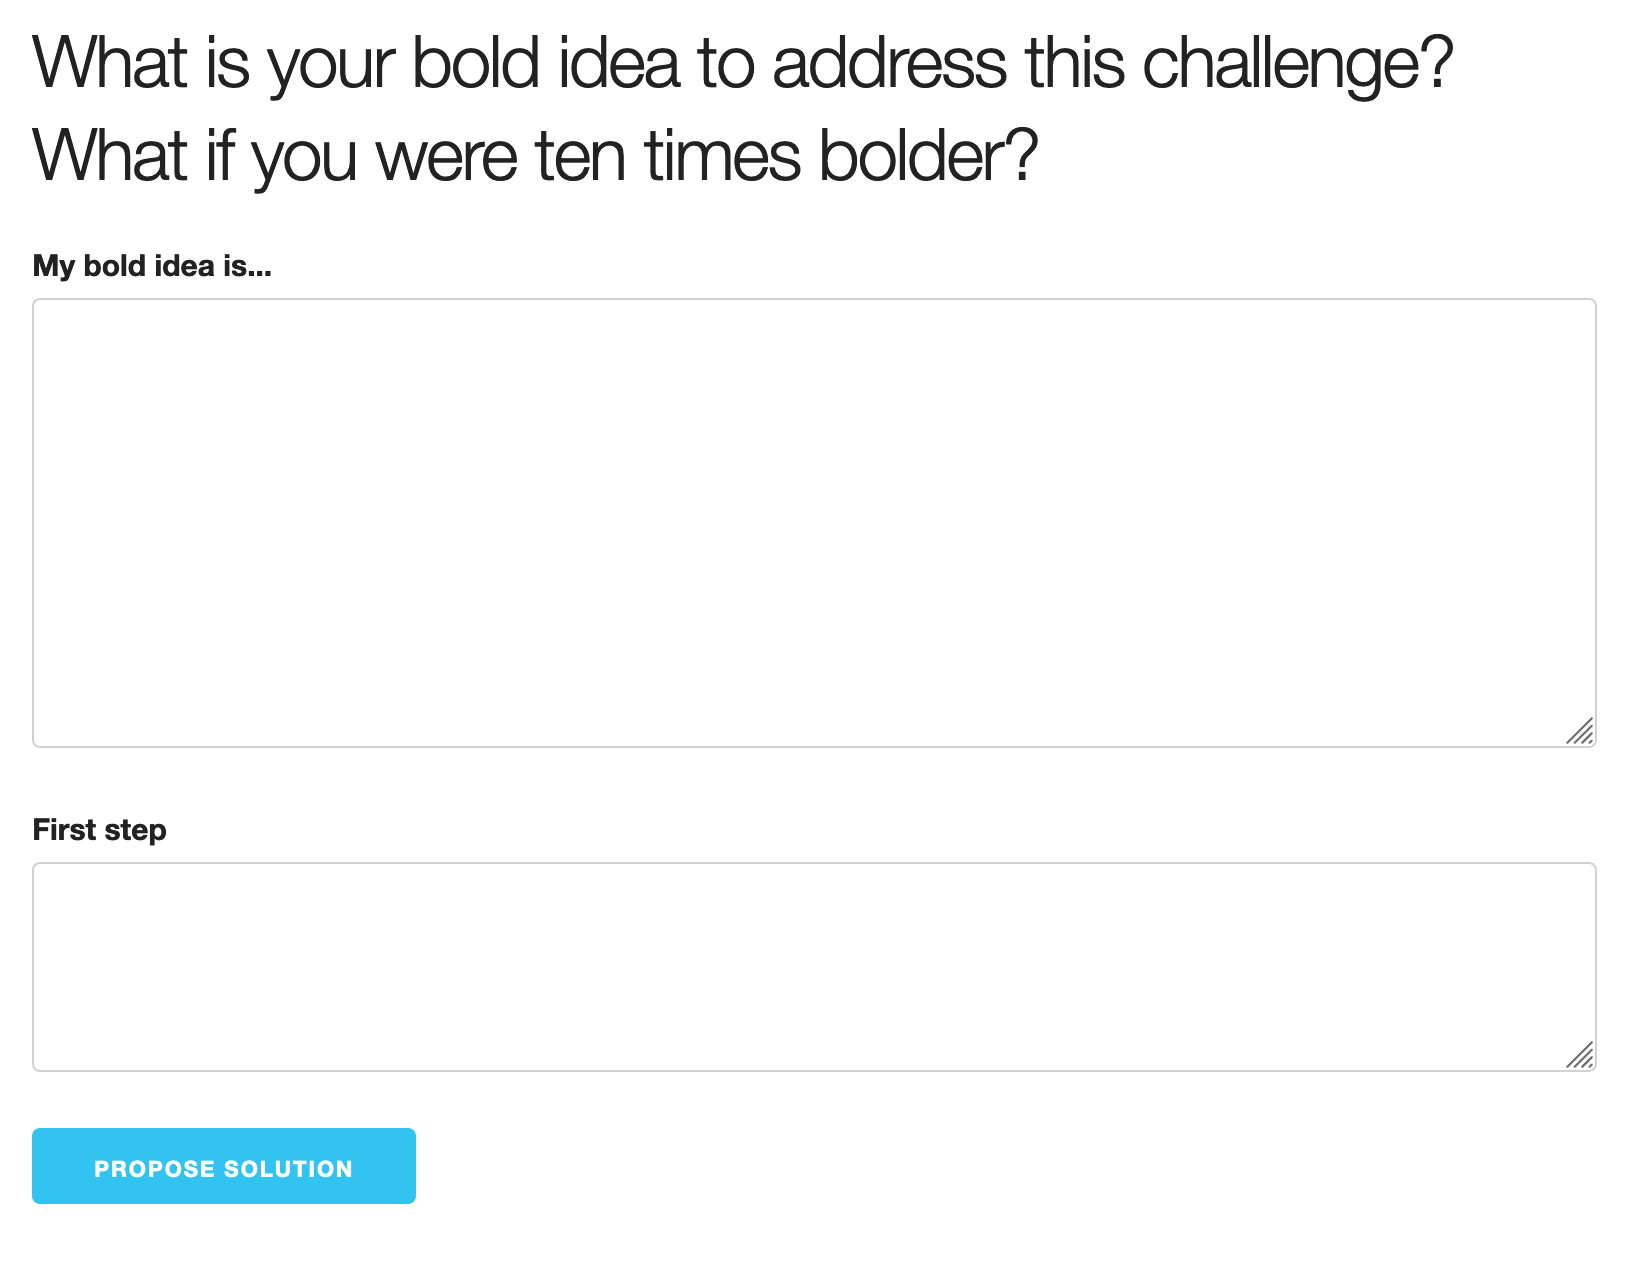 What is your bold idea to address this challenge?
What if you were ten times bolder?
My bold idea is...
First step
PROPOSE SOLUTION